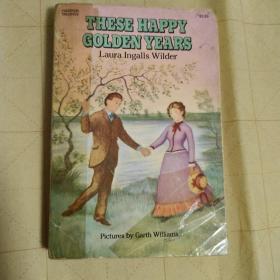 THESE HAPPY
GOLDEN YEARS
Laura Ingalls Wilder
Pictures by Garth Williams